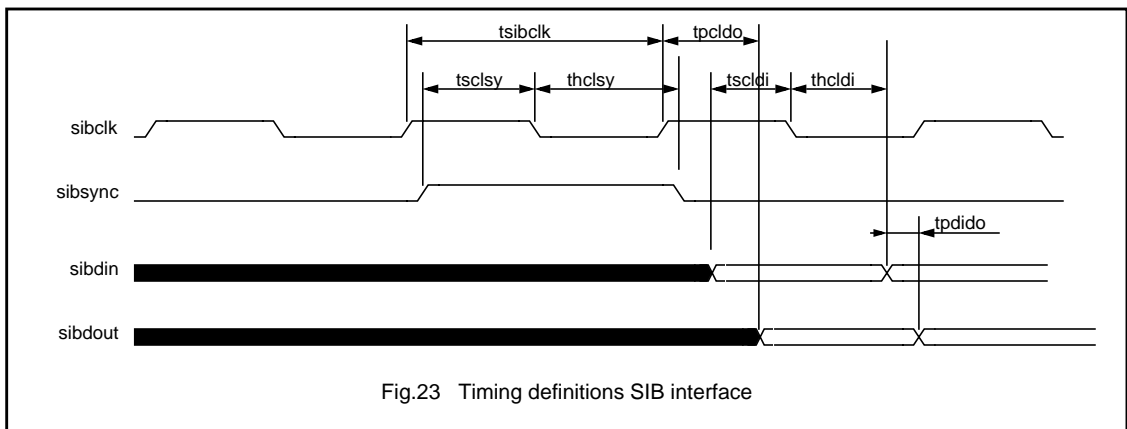 tsibclk tpcldo
tsclsy thclsy tscldi thcldi
sibclk
sibsync
tpdido
sibdin
sibdout
Fig.23 Timing definitions SIB interface